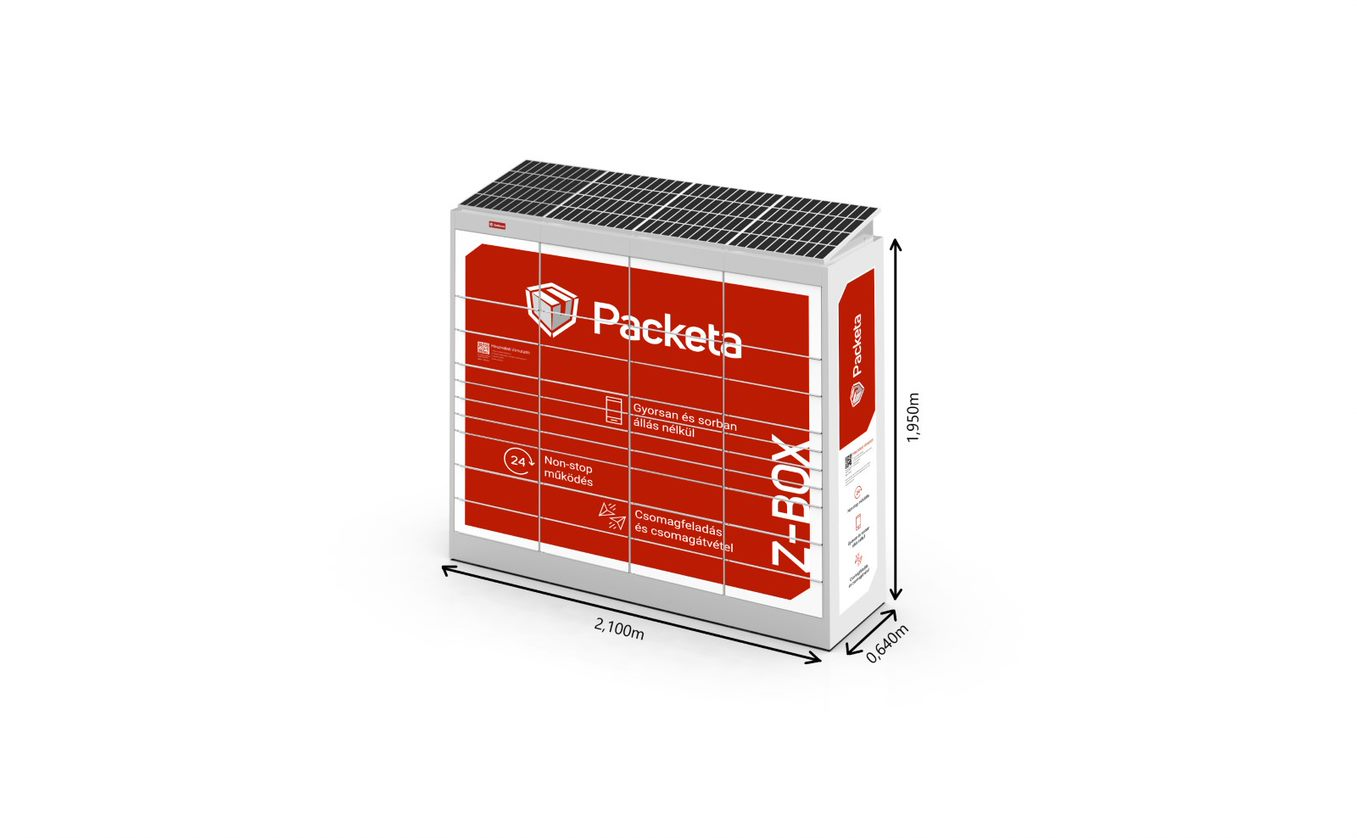 Packeta
Gyorsan és sorban
állás nélkül
24
Non-stop
működés
Csomagfeladás
és csomagátvétel
Z-BOX
Packeta
1,950m
2,100m
0,640m